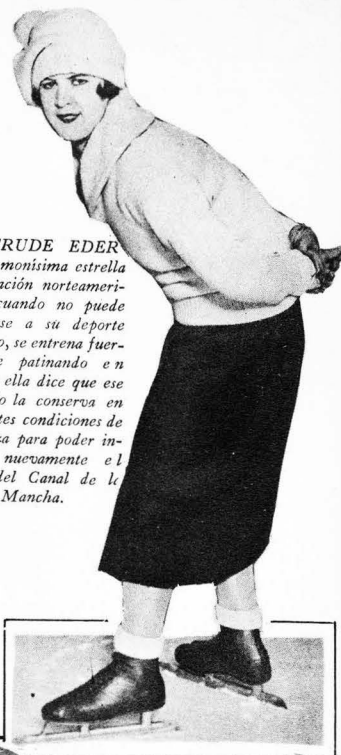 RUDE EDER
monísima estrella
ación norteameri-
cuando no puede
se a su deporte
o, se entrena fuer-
e patinando en
ella dice que ese
o la conserva en
tes condiciones de
za para poder in-
nuevamente el
del Canal de l
Mancha.